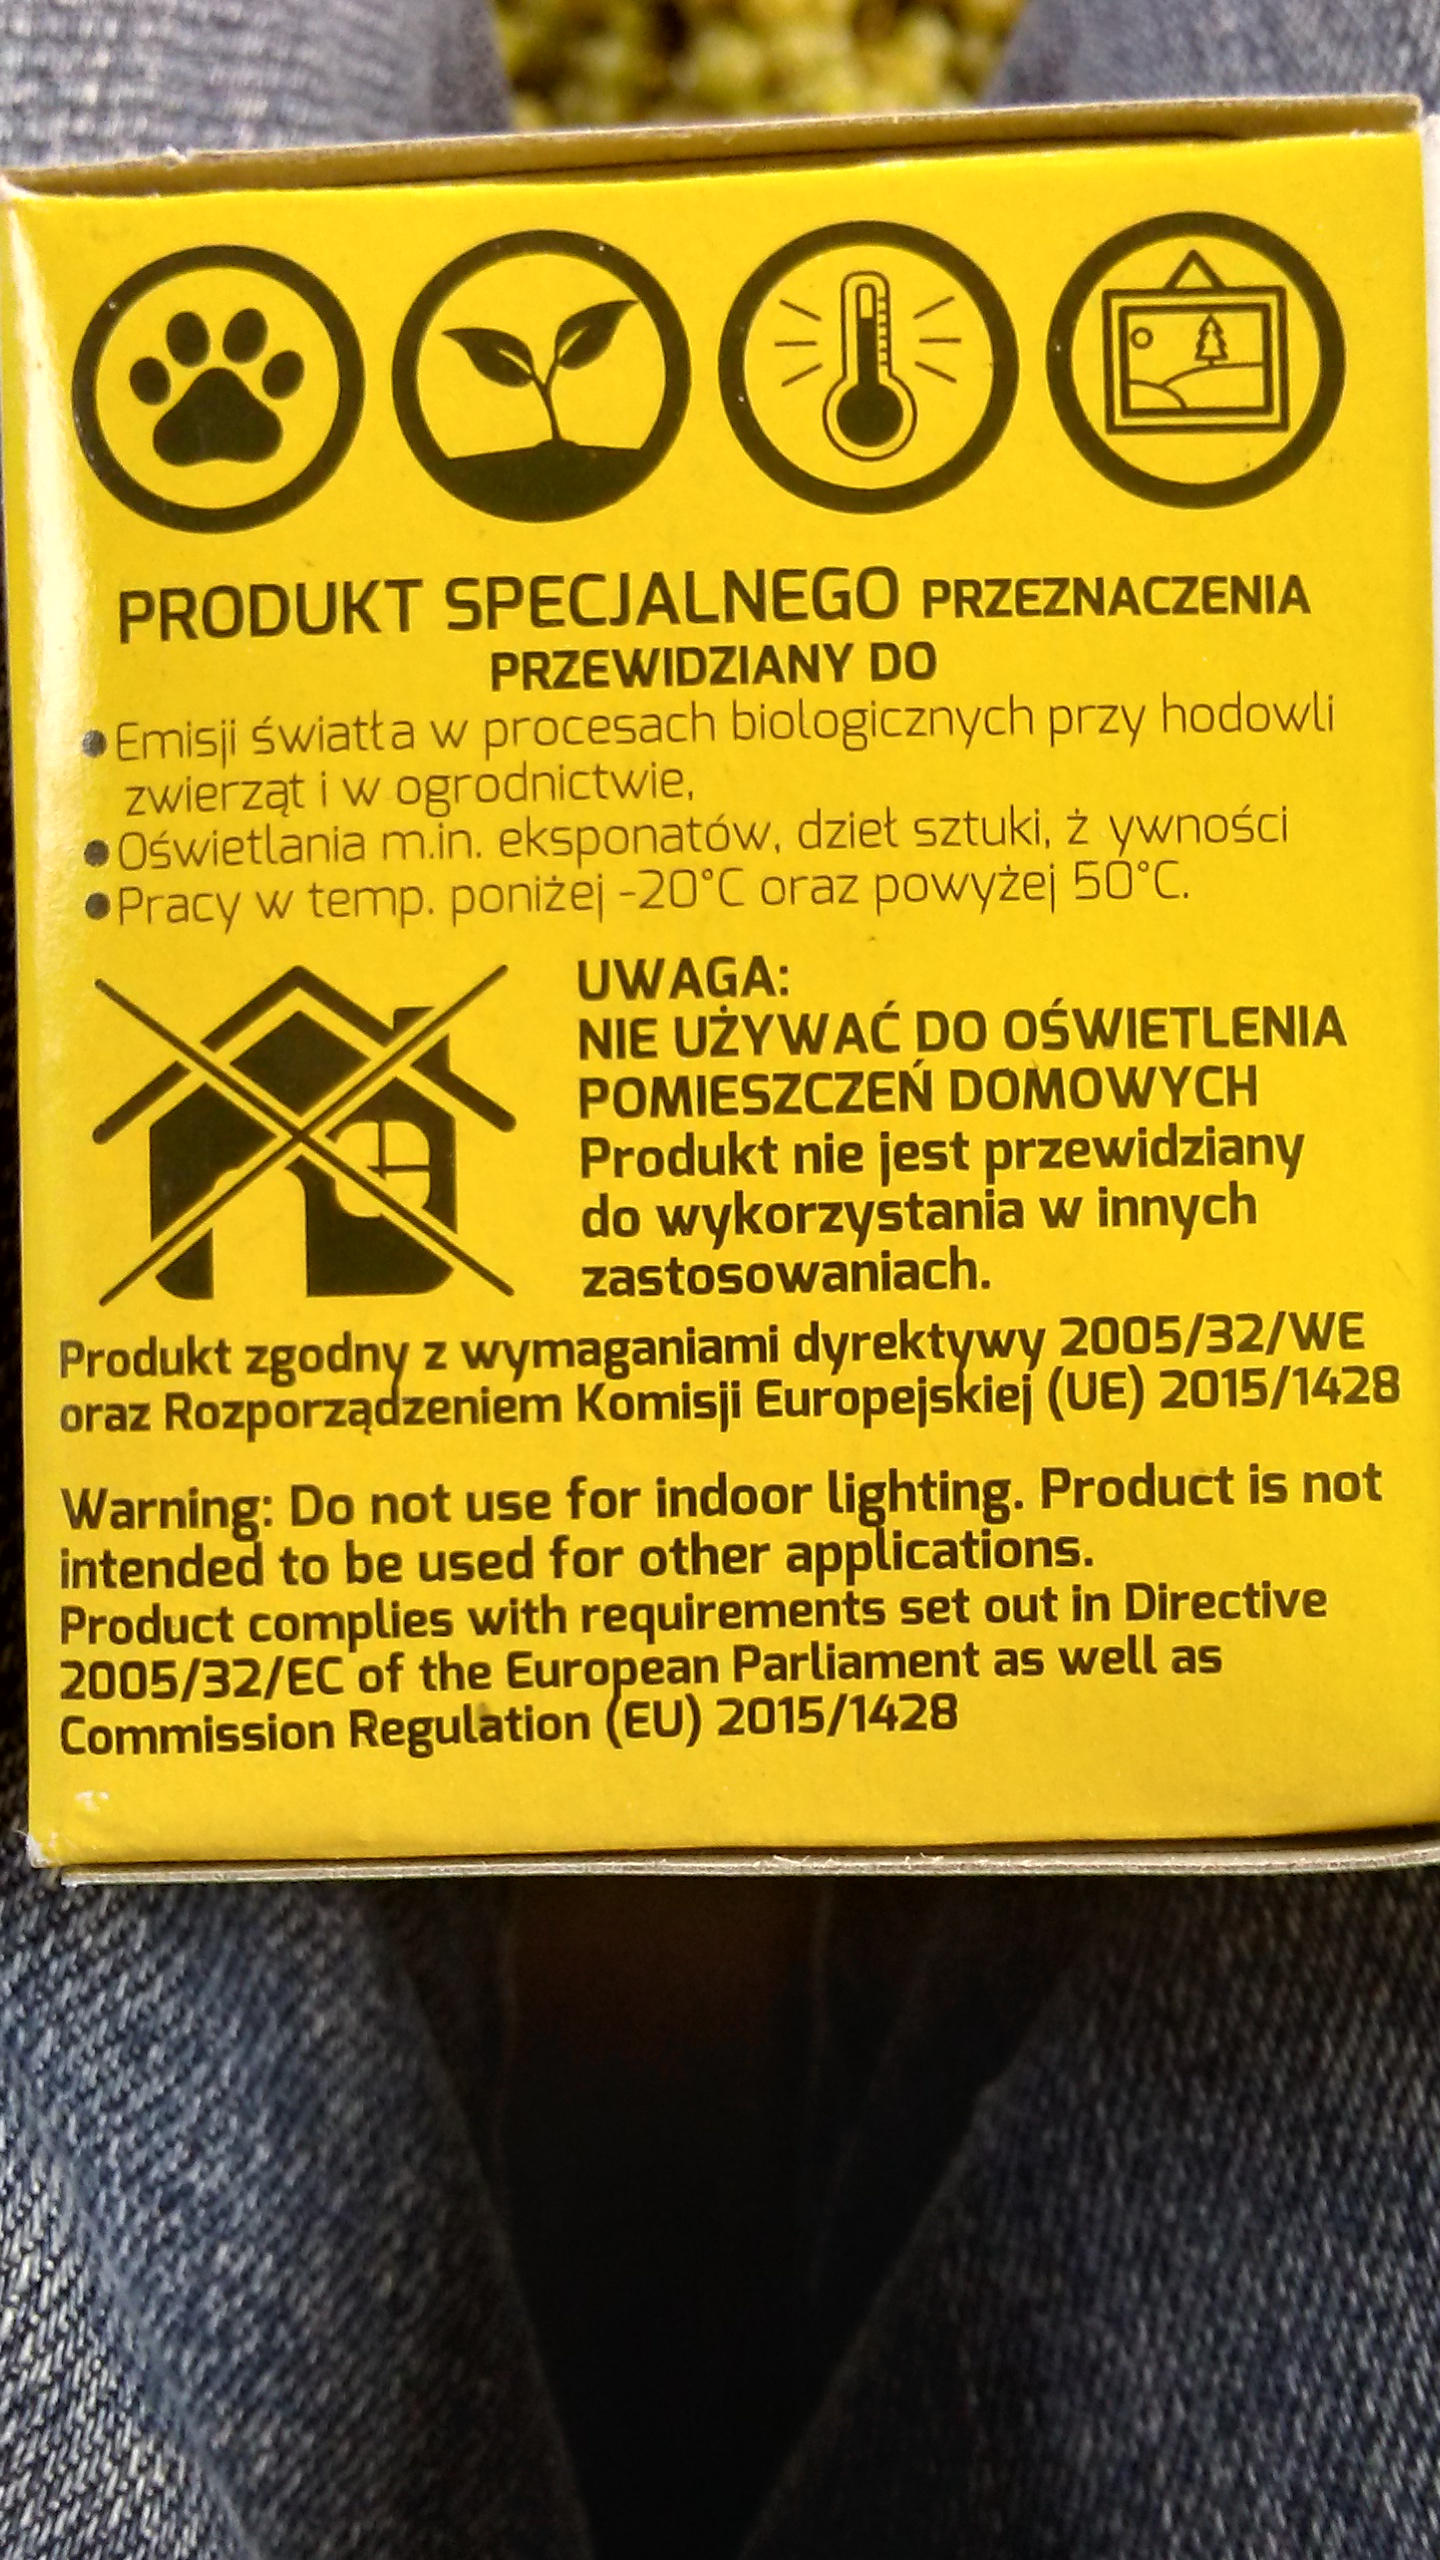 PRODUKT SPECJALNEGO PRZEZNACZENIA
PRZEWIDZIANY DO
• Emisji światła w procesach biologicznych przy hodowli
zwierząt i w ogrodnictwie,
• Oświetlania m.in. eksponatów, dzieł sztuki, ż ywności
• Pracy w temp. poniżej -20°C oraz powyżej 50°C.
UWAGA:
NIE UŻYWAĆ DO OŚWIETLENIA
POMIESZCZEŃ DOMOWYCH
Produkt nie jest przewidziany
do wykorzystania w innych
zastosowaniach.
Produkt zgodny z wymaganiami dyrektywy 2005/32/WE
oraz Rozporządzeniem Komisji Europejskiej (UE) 2015/1428
Warning: Do not use for indoor lighting. Product is not
intended to be used for other applications.
Product complies with requirements set out in Directive
2005/32/EC of the European Parliament as well as
Commission Regulation (EU) 2015/1428